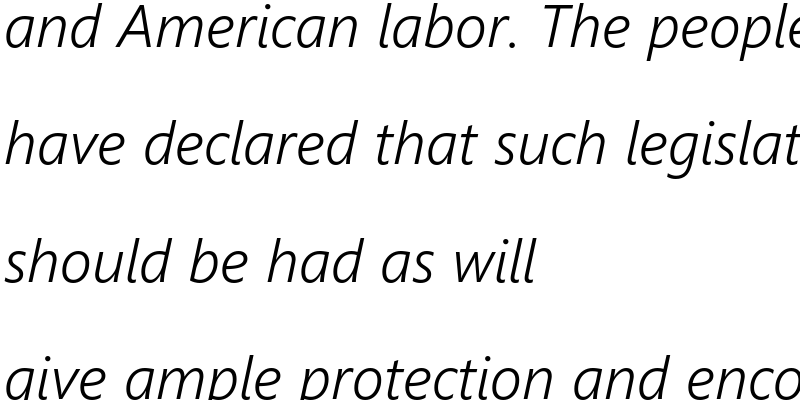 and American labor. The people
have declared that such legislat
should be had as will
give ample protection and enco